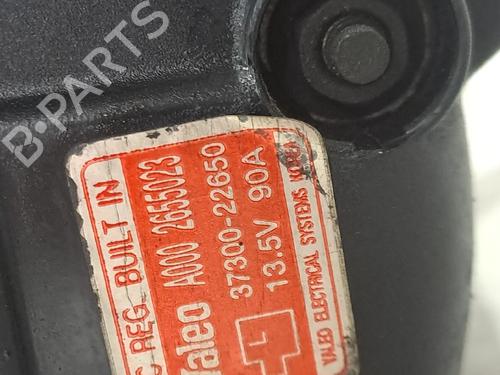 B-PARTS
C REG. BUILT IN
Valeo A000 2655023
37300-22650
13.5V 90A
L
VALEO ELECTRICAL SYSTEMS KOREA